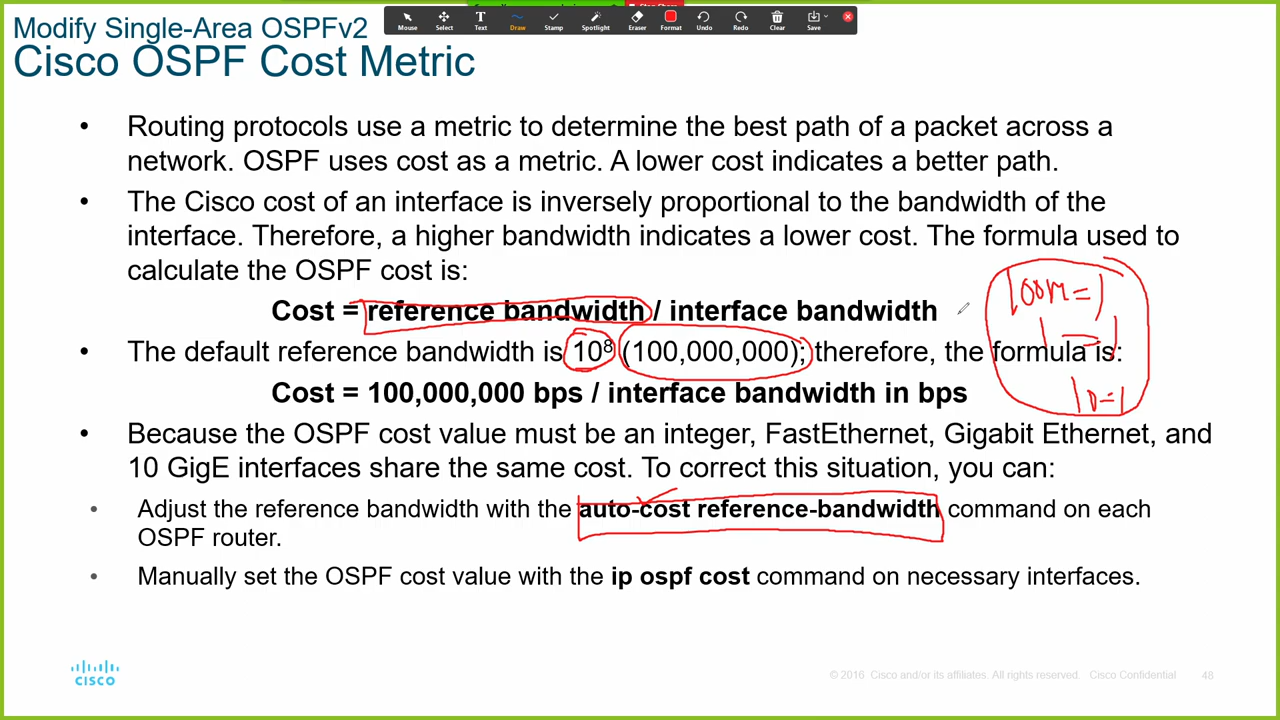 Modify Single-Area OSPFv2
Cisco OSPF Cost Metric
Mouse Select Text Draw Stamp Spotlight Eraser Format Undo Redo Clear Save
• Routing protocols use a metric to determine the best path of a packet across a
network. OSPF uses cost as a metric. A lower cost indicates a better path.
• The Cisco cost of an interface is inversely proportional to the bandwidth of the
interface. Therefore, a higher bandwidth indicates a lower cost. The formula used to
calculate the OSPF cost is:
Cost = reference bandwidth / interface bandwidth
100m = 1
1 = 1
10 = 1
• The default reference bandwidth is 10⁸ (100,000,000); therefore, the formula is:
Cost = 100,000,000 bps / interface bandwidth in bps
• Because the OSPF cost value must be an integer, FastEthernet, Gigabit Ethernet, and
10 GigE interfaces share the same cost. To correct this situation, you can:
• Adjust the reference bandwidth with the auto-cost reference-bandwidth command on each
OSPF router.
• Manually set the OSPF cost value with the ip ospf cost command on necessary interfaces.
CISCO
© 2016 Cisco and/or its affiliates. All rights reserved. Cisco Confidential 48